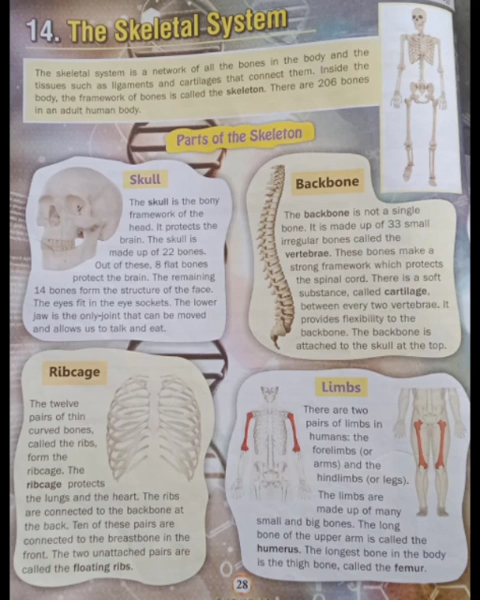 14. The Skeletal System
The skeletal system is a network of all the bones in the body and the
tissues such as ligaments and cartilages that connect them. Inside the
body, the framework of bones is called the skeleton. There are 206 bones
in an adult human body.
Parts of the Skeleton
Skull
The skull is the bony
framework of the
head. It protects the
brain. The skull is
made up of 22 bones.
Out of these, 8 flat bones
protect the brain. The remaining
14 bones form the structure of the face.
The eyes fit in the eye sockets. The lower
jaw is the only joint that can be moved
and allows us to talk and eat.
Backbone
The backbone is not a single
bone. It is made up of 33 small
irregular bones called the
vertebrae. These bones make a
strong framework which protects
the spinal cord. There is a soft
substance, called cartilage,
between every two vertebrae. It
provides flexibility to the
backbone. The backbone is
attached to the skull at the top.
Ribcage
The twelve
pairs of thin
curved bones,
called the ribs,
form the
ribcage. The
ribcage protects
the lungs and the heart. The ribs
are connected to the backbone at
the back. Ten of these pairs are
connected to the breastbone in the
front. The two unattached pairs are
called the floating ribs.
Limbs
There are two
pairs of limbs in
humans: the
forelimbs (or
arms) and the
hindlimbs (or legs).
The limbs are
made up of many
small and big bones. The long
bone of the upper arm is called the
humerus. The longest bone in the body
is the thigh bone, called the femur.
28